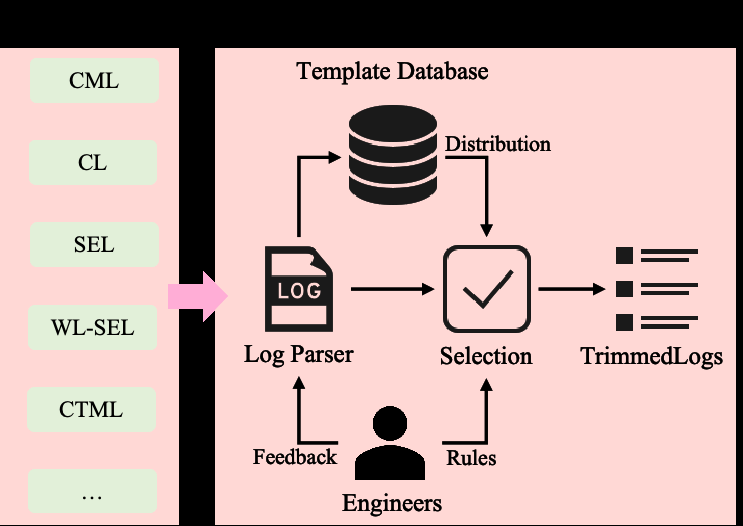 CML
CL
SEL
WL-SEL
CTML
…
Template Database
Distribution
LOG
Log Parser
Selection
TrimmedLogs
Feedback
Rules
Engineers